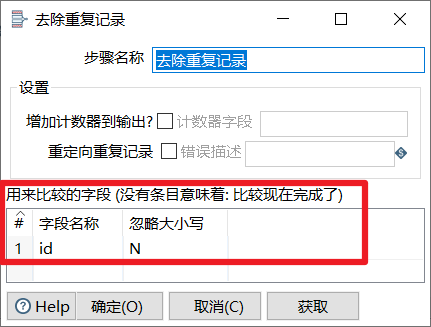 去除重复记录
步骤名称 去除重复记录
设置
增加计数器到输出? 计数器字段
重定向重复记录 错误描述
用来比较的字段 (没有条目意味着: 比较现在完成了)
# 字段名称 忽略大小写
1 id N
Help 确定(O) 取消(C) 获取